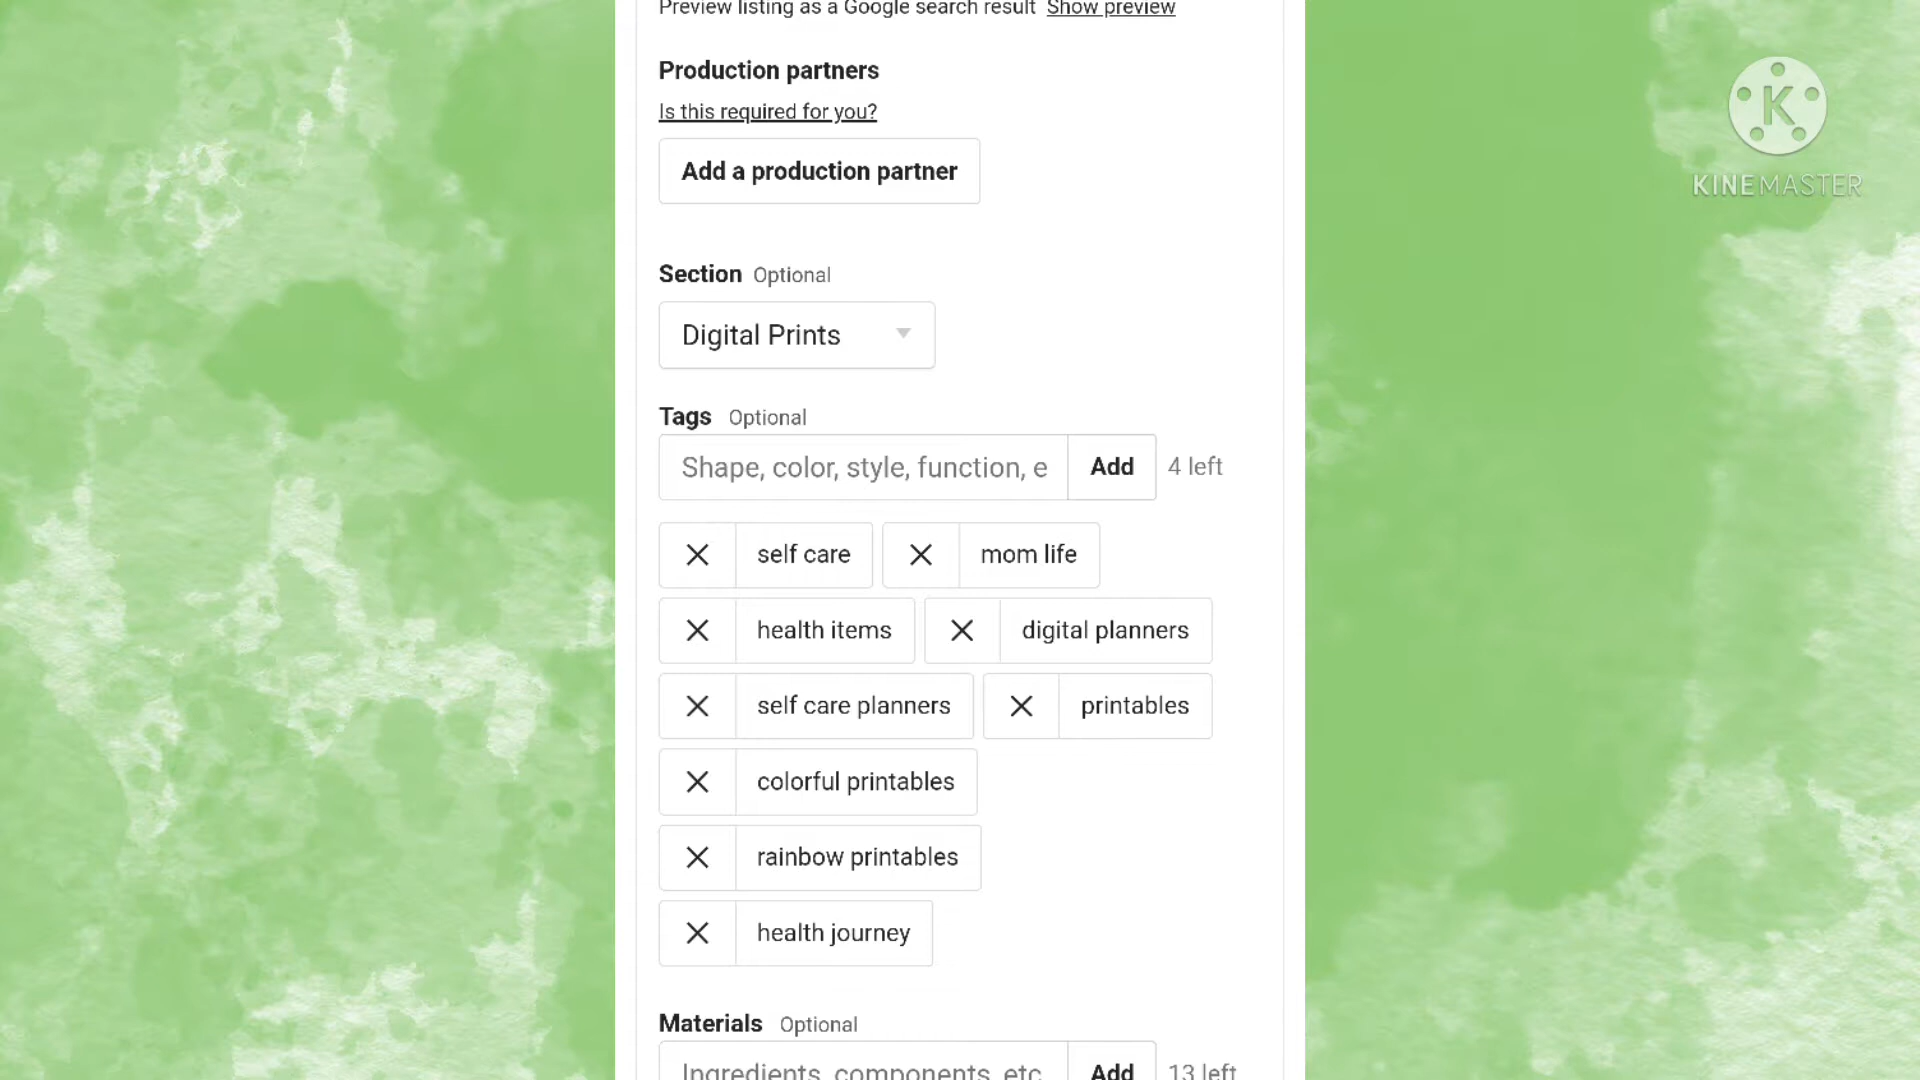 Preview listing as a Google search result Show preview
Production partners
Is this required for you?
Add a production partner
Section Optional
Digital Prints
Tags Optional
Shape, color, style, function, e Add 4 left
self care mom life
health items digital planners
self care planners printables
colorful printables
rainbow printables
health journey
Materials Optional
Ingredients, components, etc Add 13 left
K
KINEMASTER